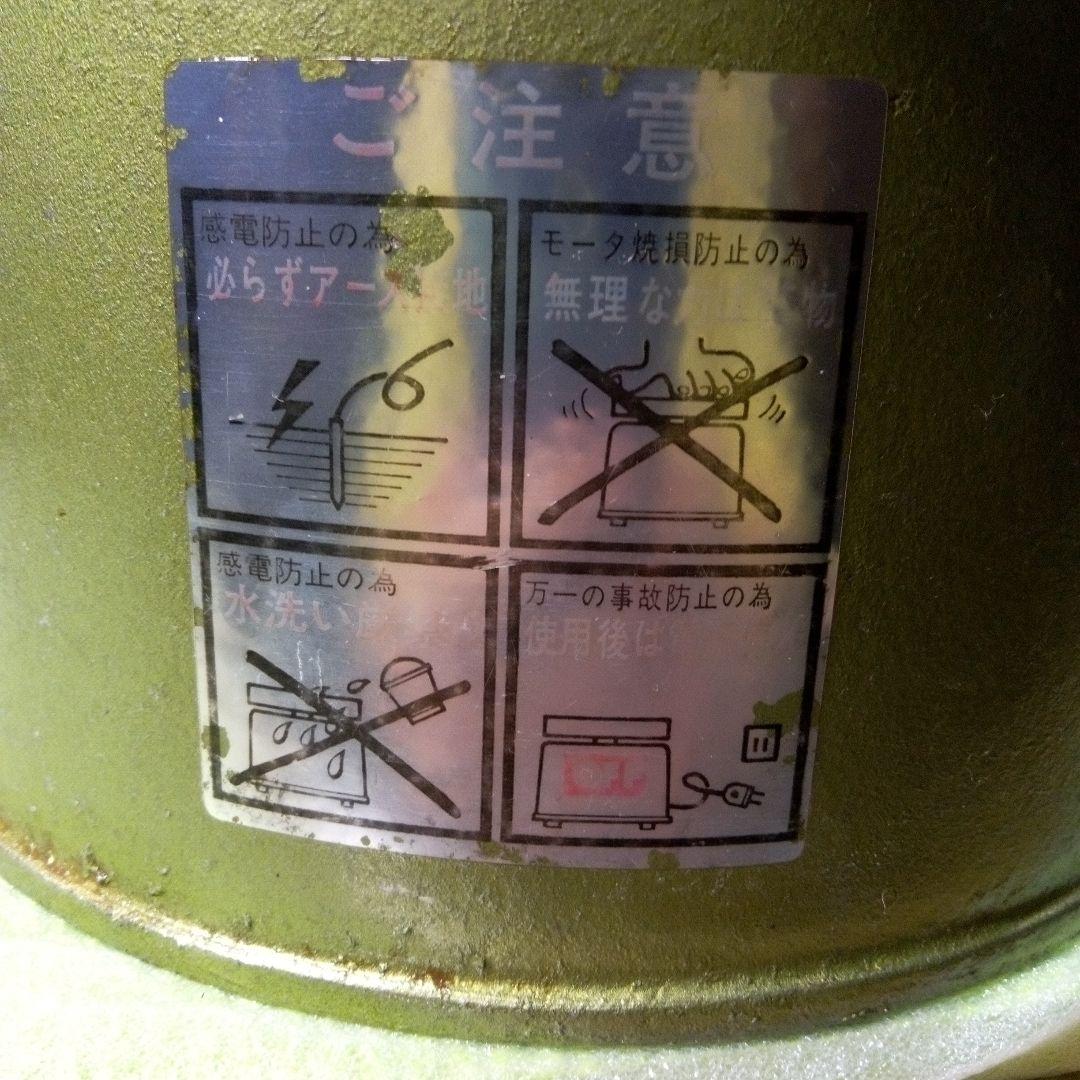 ご注意
感電防止の為
必らずアース
モータ焼損防止の為
無理な
感電防止の為
水洗い
万一の事故防止の為
使用後は